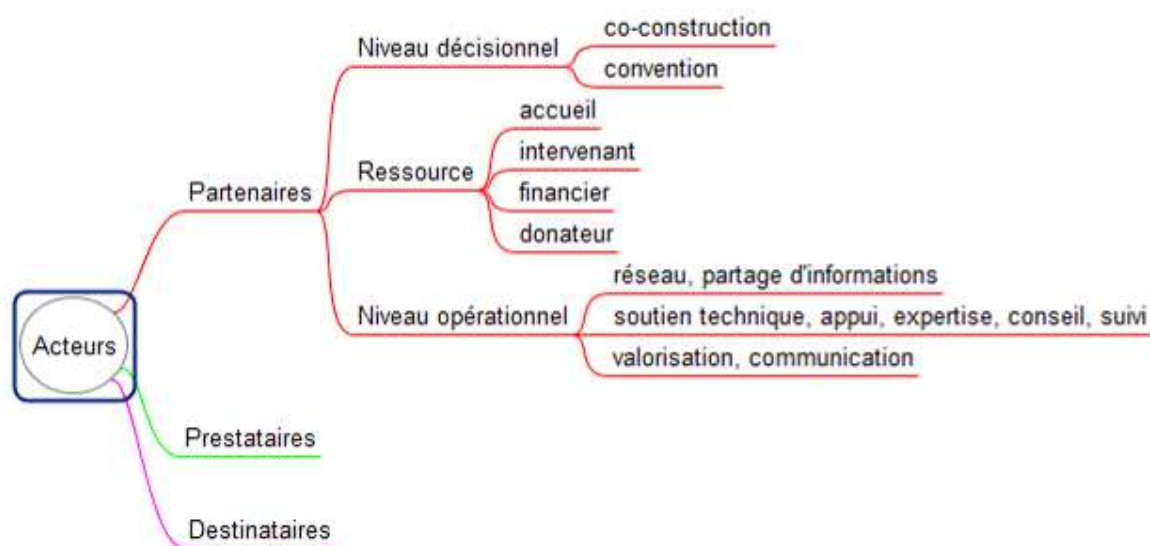 Acteurs
Partenaires
Niveau décisionnel
co-construction
convention
Ressource
accueil
intervenant
financier
donateur
Niveau opérationnel
réseau, partage d'informations
soutien technique, appui, expertise, conseil, suivi
valorisation, communication
Prestataires
Destinataires